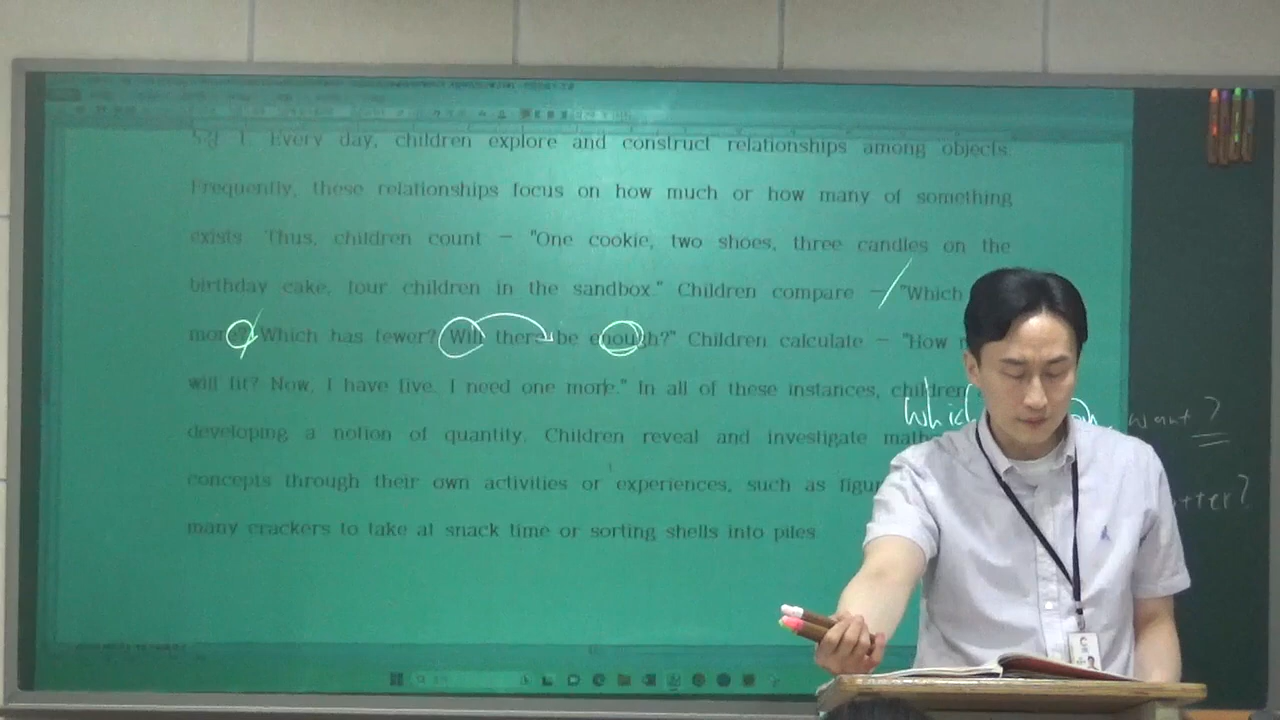 1. Every day, children explore and construct relationships among objects.
Frequently, these relationships focus on how much or how many of something
exists. Thus, children count - "One cookie, two shoes, three candles on the
birthday cake, four children in the sandbox." Children compare - "Which
more? Which has fewer? Will there be enough?" Children calculate - "How
will fit? Now, I have five. I need one more." In all of these instances, children
developing a notion of quantity. Children reveal and investigate
concepts through their own activities or experiences, such as
many crackers to take at snack time or sorting shells into piles.
want?